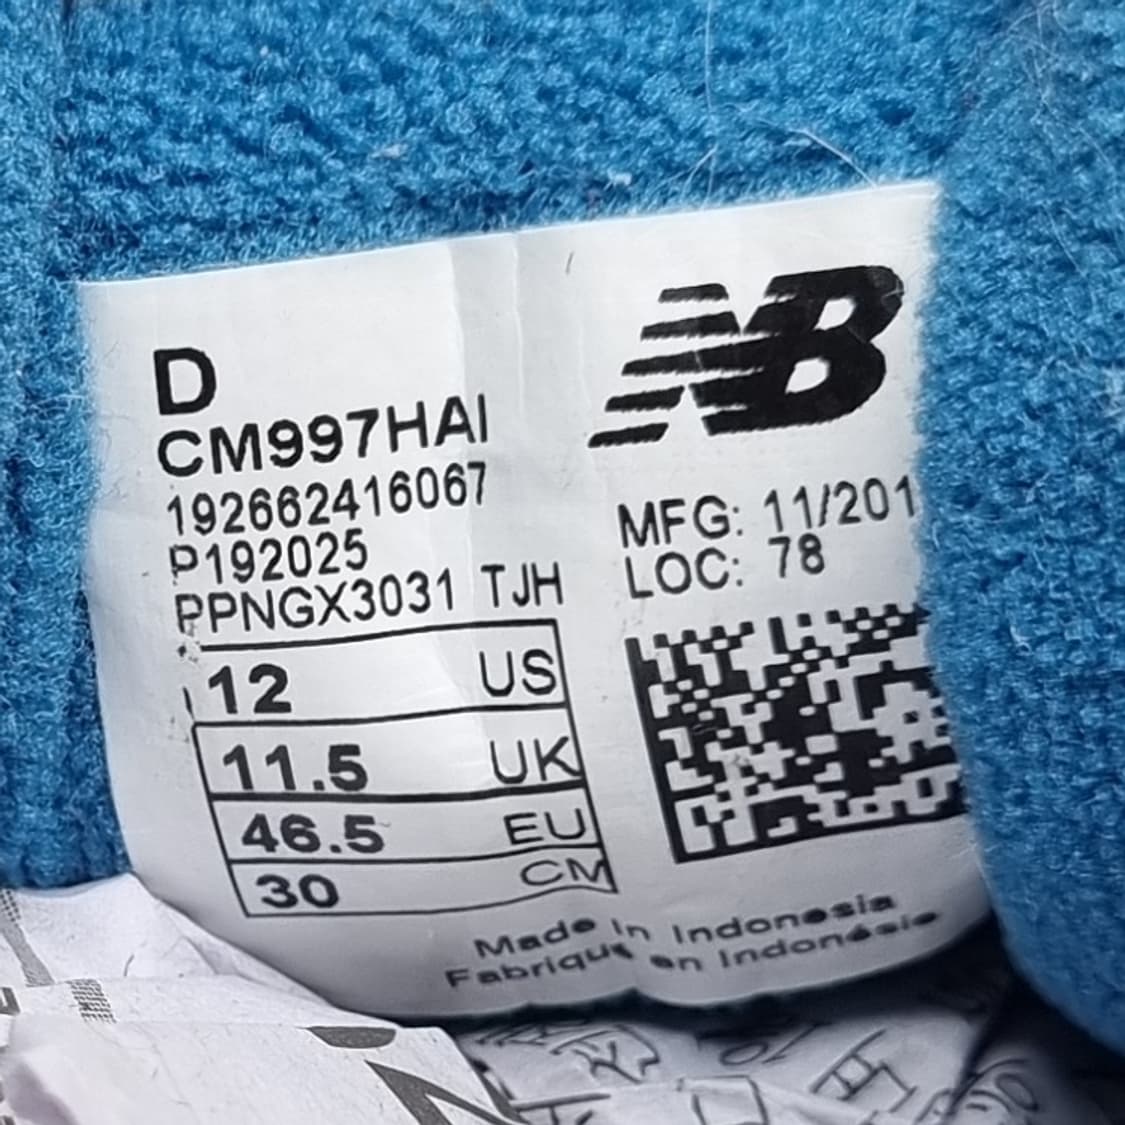 D
CM997HAI
192662416067
P192025
PPNGX3031 TJH
12 US
11.5 UK
46.5 EU
30 CM
NB
MFG: 11/201
LOC: 78
Made in Indonesia
Fabriqué en Indonésie